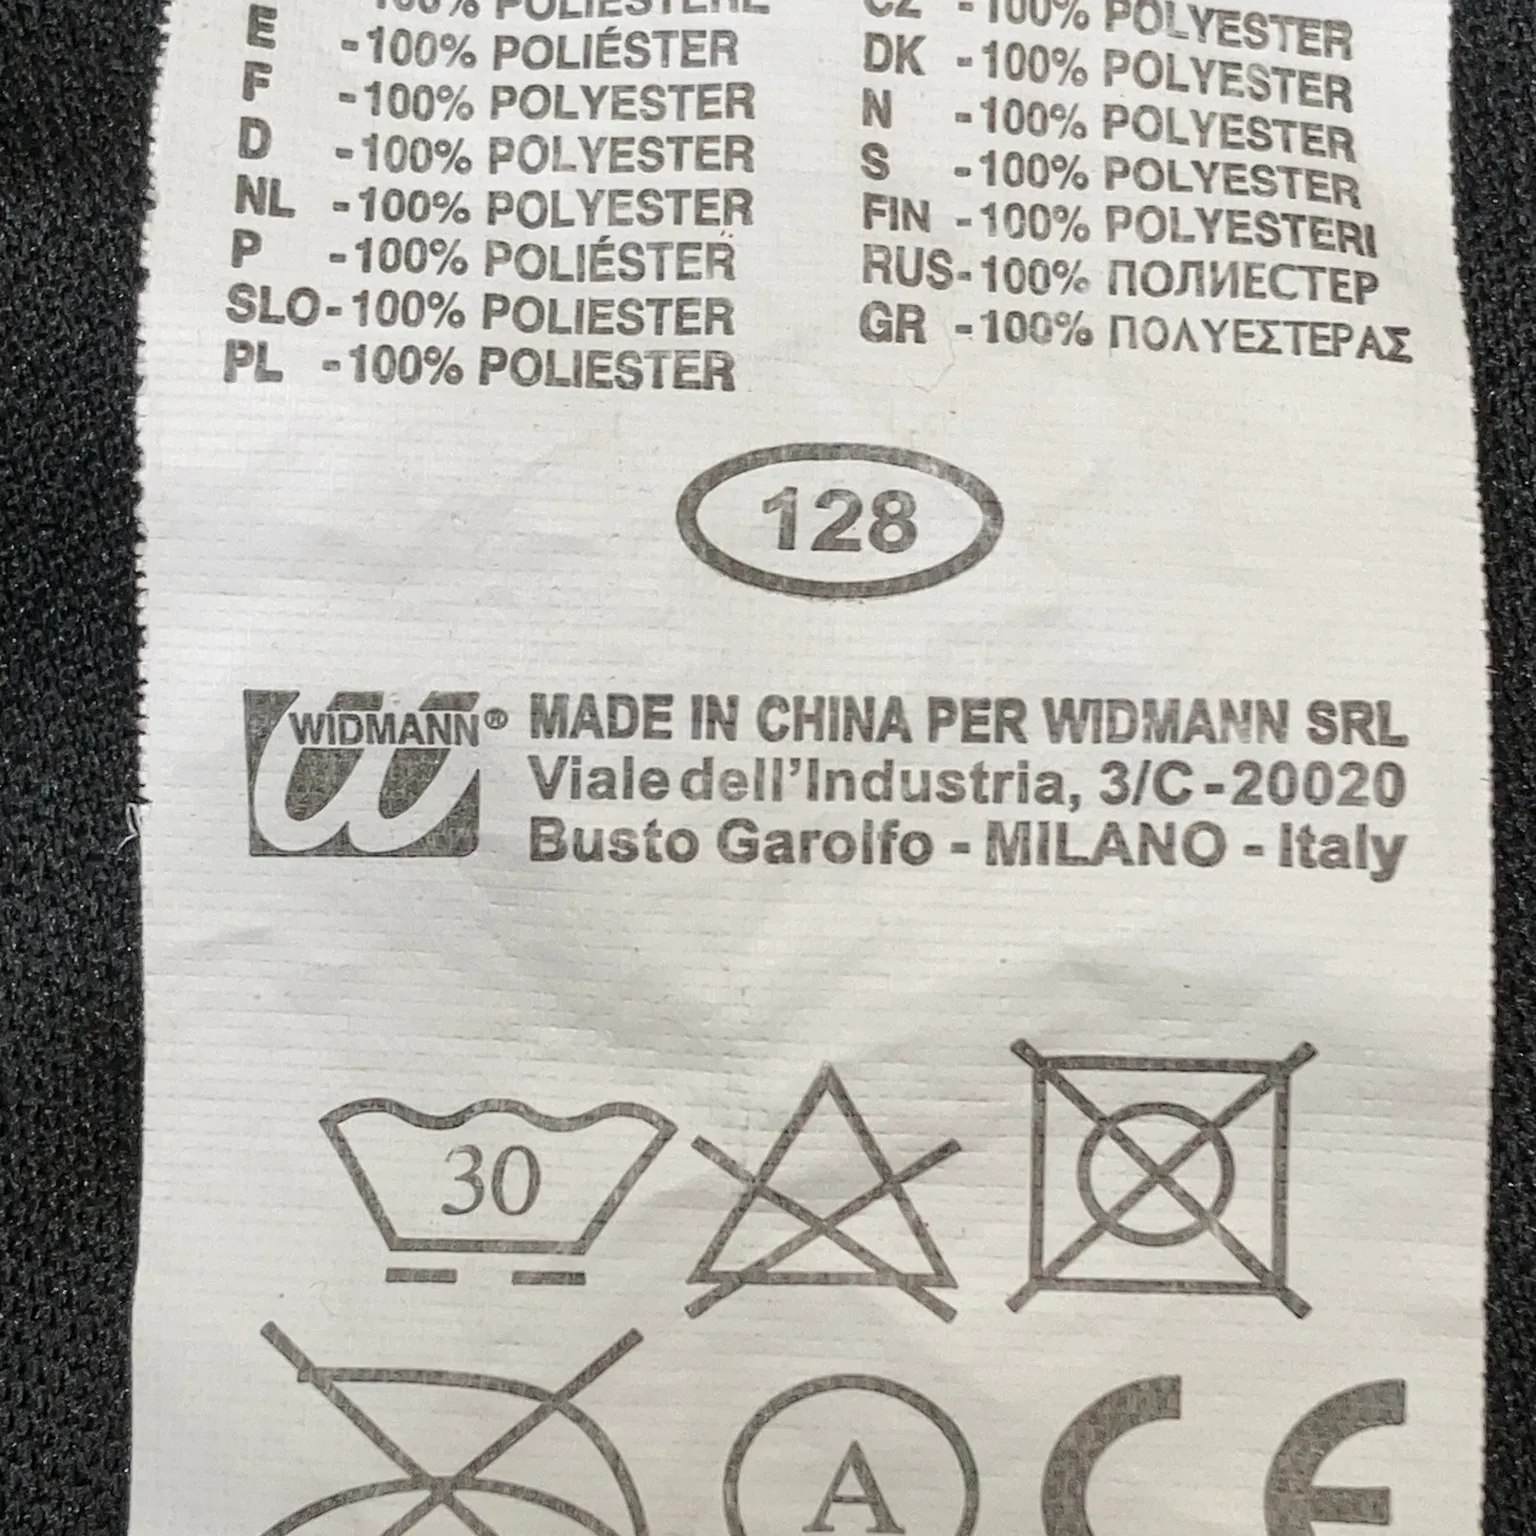 -100% POLIESTERE
E -100% POLIÉSTER
F -100% POLYESTER
D -100% POLYESTER
NL -100% POLYESTER
P -100% POLIÉSTER
SLO-100% POLIESTER
PL -100% POLIESTER
CZ -100% POLYESTER
DK -100% POLYESTER
N -100% POLYESTER
S -100% POLYESTER
FIN -100% POLYESTERI
RUS-100% ПОЛИЕСТЕР
GR -100% ΠΟΛΥΕΣΤΕΡΑΣ
128
WIDMANN®
MADE IN CHINA PER WIDMANN SRL
Viale dell'Industria, 3/C-20020
Busto Garolfo - MILANO - Italy
30
A
CE